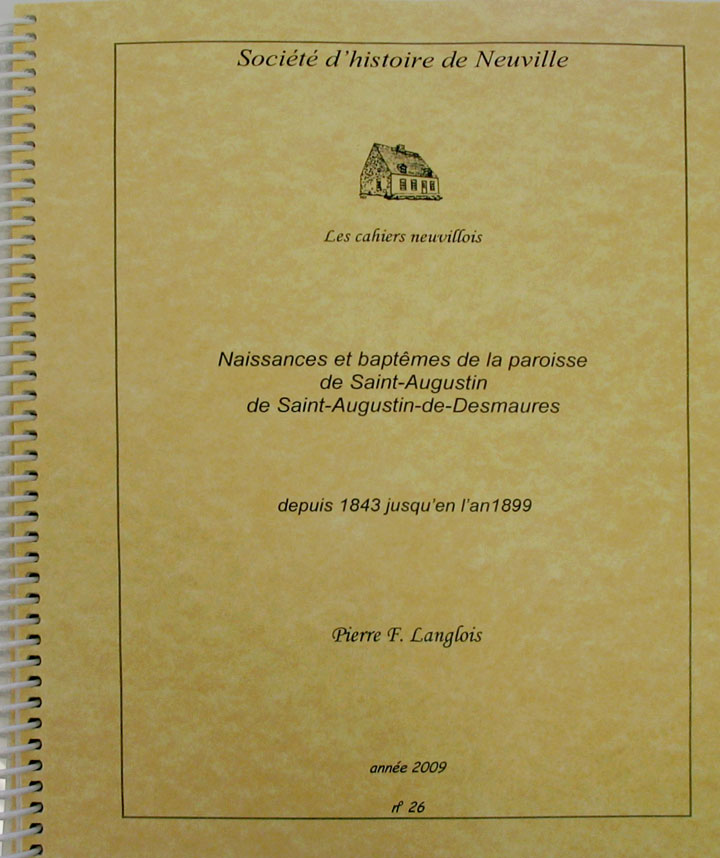 Société d'histoire de Neuville
Les cahiers neuvillois
Naissances et baptêmes de la paroisse
de Saint-Augustin
de Saint-Augustin-de-Desmaures
depuis 1843 jusqu'en l'an1899
Pierre F. Langlois
année 2009
nº 26